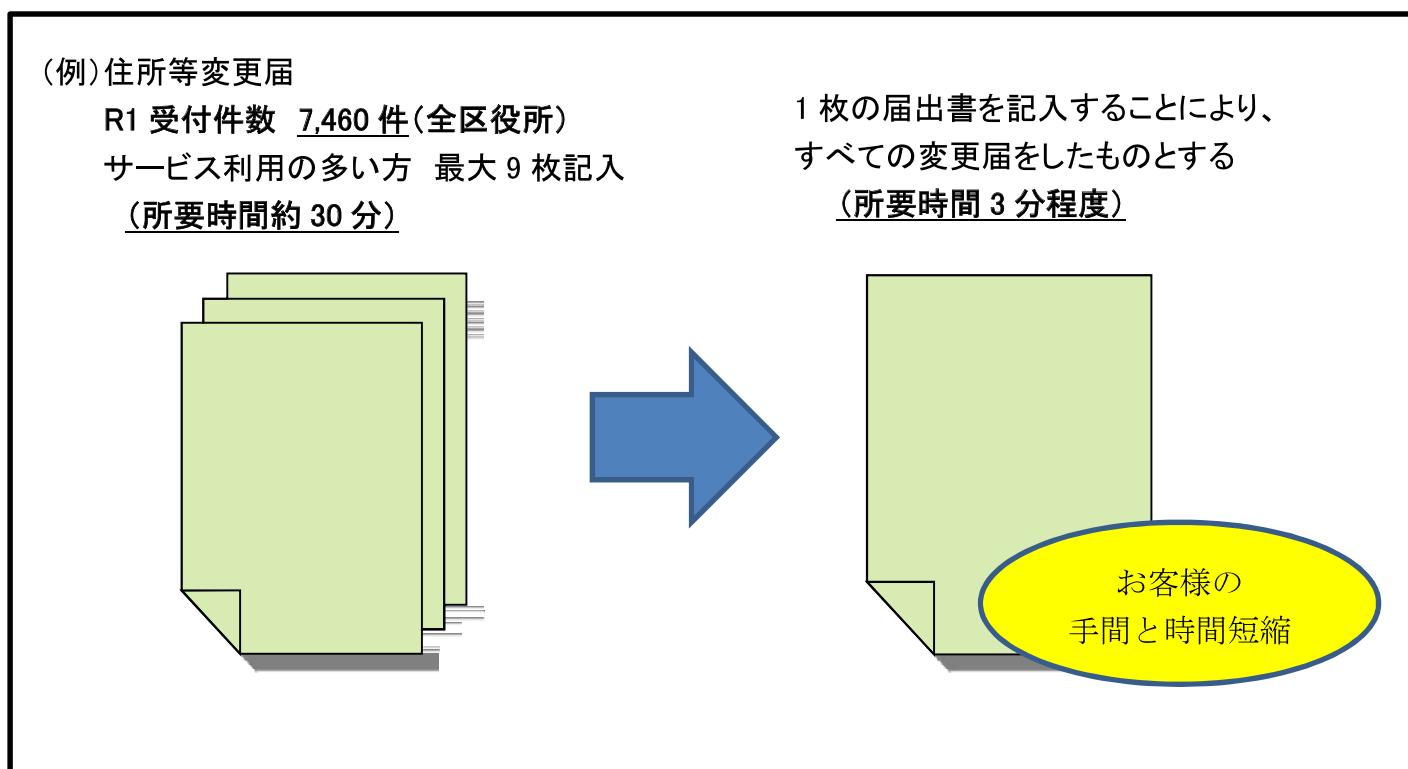 （例）住所等変更届
R1 受付件数　7,460 件（全区役所）
サービス利用の多い方　最大 9 枚記入
（所要時間約 30 分）
1 枚の届出書を記入することにより、
すべての変更届をしたものとする
（所要時間 3 分程度）
お客様の
手間と時間短縮